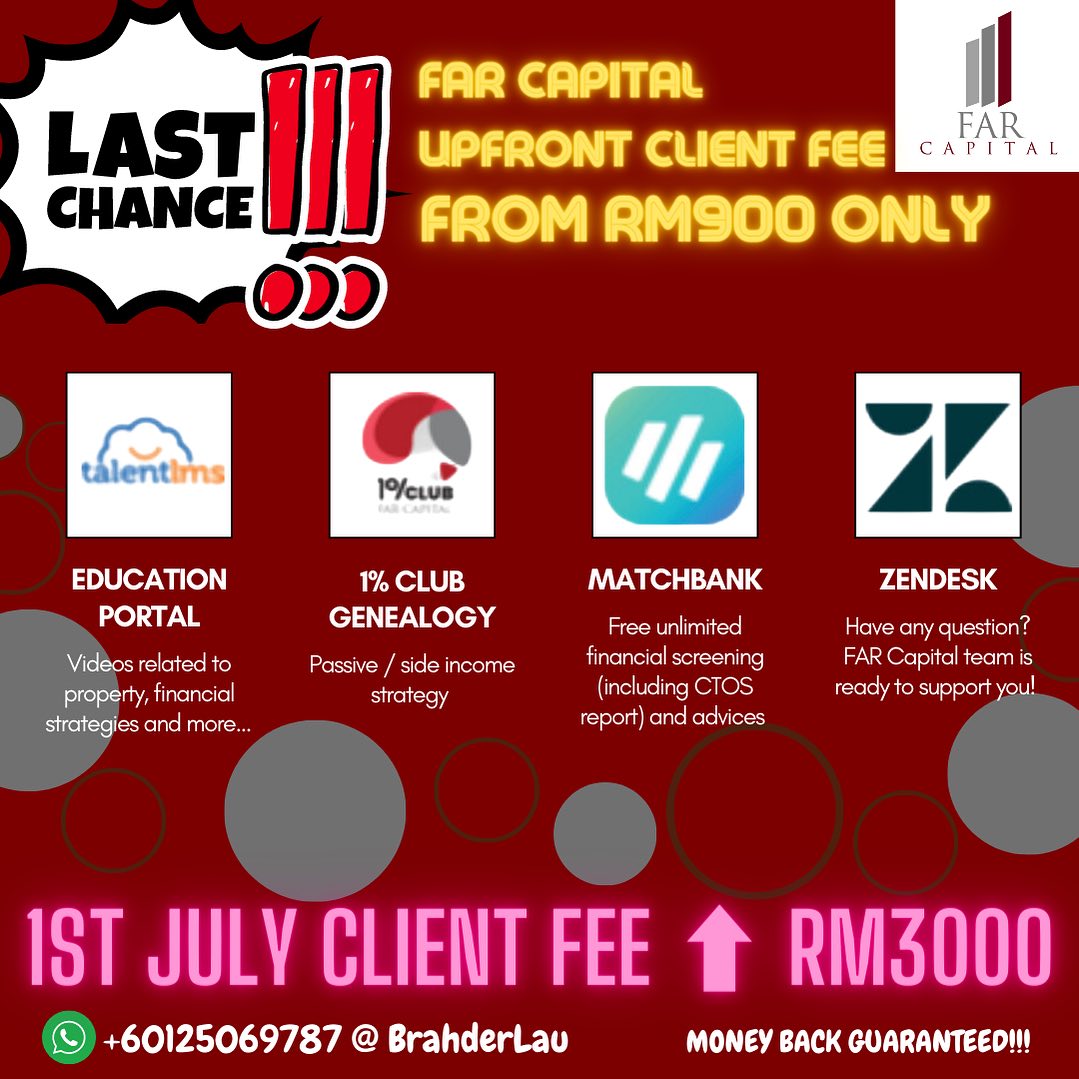 LAST
CHANCE
!!!
FAR CAPITAL
UPFRONT CLIENT FEE
FROM RM900 ONLY
FAR
CAPITAL
talentlms
1%CLUB
FAR CAPITAL
EDUCATION
PORTAL
Videos related to
property, financial
strategies and more...
1% CLUB
GENEALOGY
Passive / side income
strategy
MATCHBANK
Free unlimited
financial screening
(including CTOS
report) and advices
ZENDESK
Have any question?
FAR Capital team is
ready to support you!
1ST JULY CLIENT FEE ⬆ RM3000
+60125069787 @ BrahderLau
MONEY BACK GUARANTEED!!!